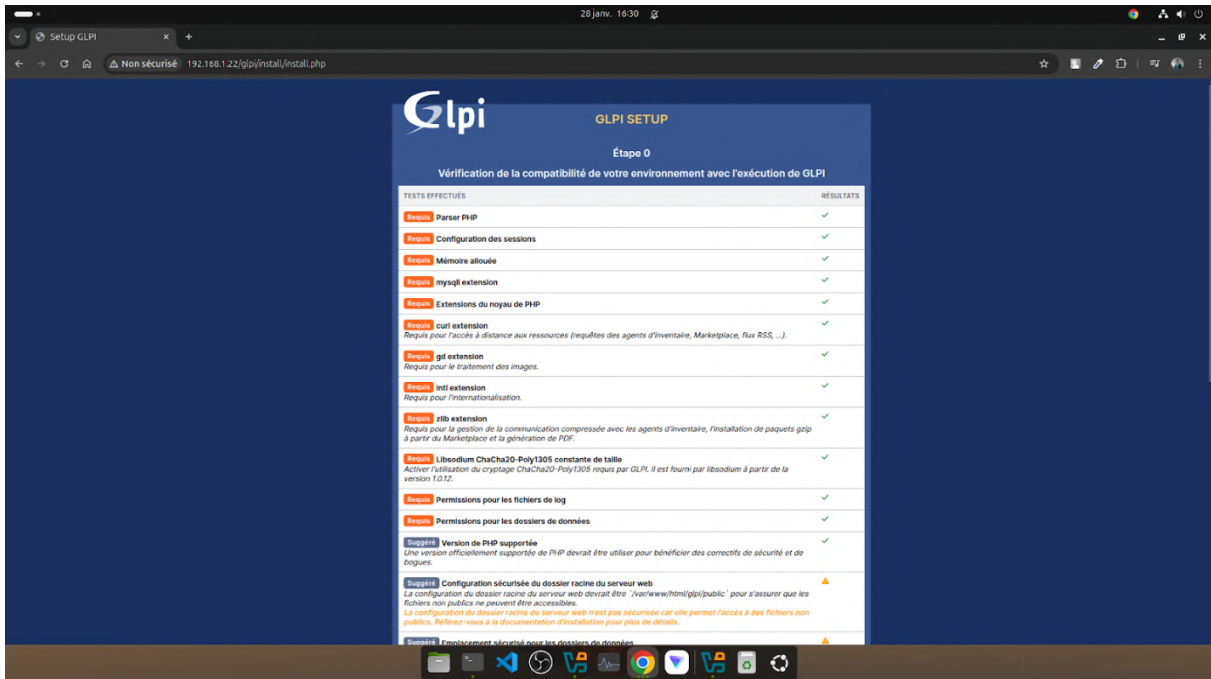 28 janv. 16:30
Setup GLPI
Non sécurisé 192.168.1.22/glpi/install/install.php
Glpi
GLPI SETUP
Étape 0
Vérification de la compatibilité de votre environnement avec l'exécution de GLPI
TESTS EFFECTUÉS RÉSULTATS
Requis Parser PHP
Requis Configuration des sessions
Requis Mémoire allouée
Requis mysqli extension
Requis Extensions du noyau de PHP
Requis curl extension
Requis pour l'accès à distance aux ressources (requêtes des agents d'inventaire, Marketplace, flux RSS, ...).
Requis gd extension
Requis pour le traitement des images.
Requis intl extension
Requis pour l'internationalisation.
Requis zlib extension
Requis pour la gestion de la communication compressée avec les agents d'inventaire, l'installation de paquets gzip
à partir du Marketplace et la génération de PDF.
Requis Libsodium ChaCha20-Poly1305 constante de taille
Activer l'utilisation du cryptage ChaCha20-Poly1305 requis par GLPI. Il est fourni par libsodium à partir de la
version 1.0.12.
Requis Permissions pour les fichiers de log
Requis Permissions pour les dossiers de données
Suggéré Version de PHP supportée
Une version officiellement supportée de PHP devrait être utiliser pour bénéficier des correctifs de sécurité et de
bogues.
Suggéré Configuration sécurisée du dossier racine du serveur web
La configuration du dossier racine du serveur web devrait être `/var/www/html/glpi/public` pour s'assurer que les
fichiers non publics ne peuvent être accessibles.
La configuration du dossier racine du serveur web n'est pas sécurisée car elle permet l'accès à des fichiers non
publics. Référez-vous à la documentation d'installation pour plus de détails.
Suggéré Emplacement sécurisé pour les dossiers de données